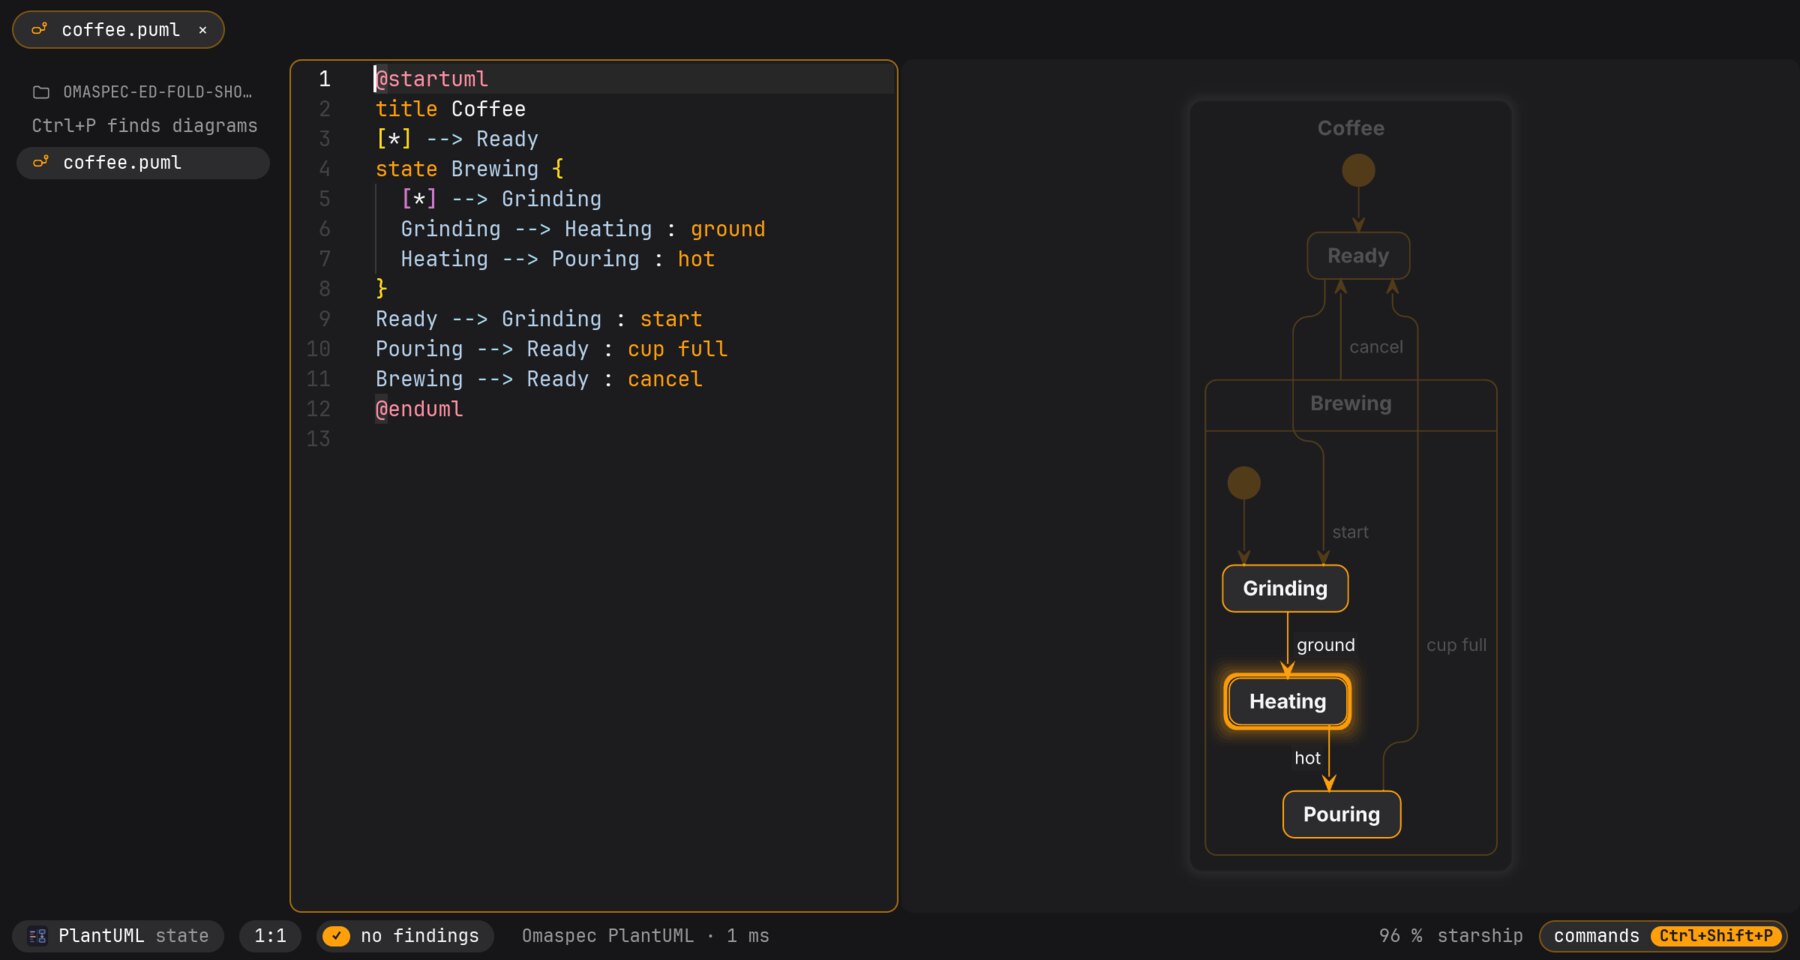 coffee.puml ×
OMASPEC-ED-FOLD-SHO…
Ctrl+P finds diagrams
coffee.puml
1 @startuml
2 title Coffee
3 [*] --> Ready
4 state Brewing {
5 [*] --> Grinding
6 Grinding --> Heating : ground
7 Heating --> Pouring : hot
8 }
9 Ready --> Grinding : start
10 Pouring --> Ready : cup full
11 Brewing --> Ready : cancel
12 @enduml
13
Coffee
Ready
cancel
Brewing
start
Grinding
ground
cup full
Heating
hot
Pouring
PlantUML state 1:1 no findings Omaspec PlantUML · 1 ms 96 % starship commands Ctrl+Shift+P